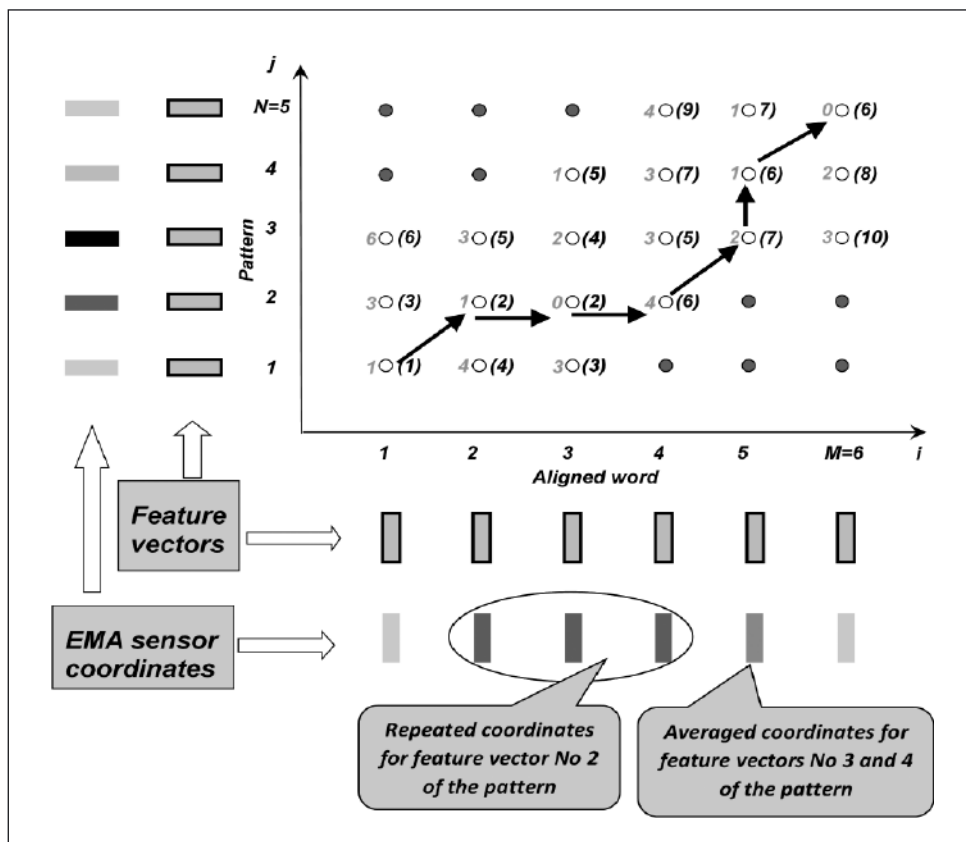 j
N=5 4 (9) 1 7) 0 (6)
4 1 (5) 3 (7) 1 (6) 2 (8)
3 6 (6) 3 (5) 2 (4) 3 (5) 2 (7) 3 (10)
Pattern
2 3 (3) 1 (2) 0 (2) 4 (6)
1 1 (1) 4 (4) 3 (3)
1 2 3 4 5 M=6 i
Aligned word
Feature
vectors
EMA sensor
coordinates
Repeated coordinates
for feature vector No 2
of the pattern
Averaged coordinates for
feature vectors No 3 and 4
of the pattern